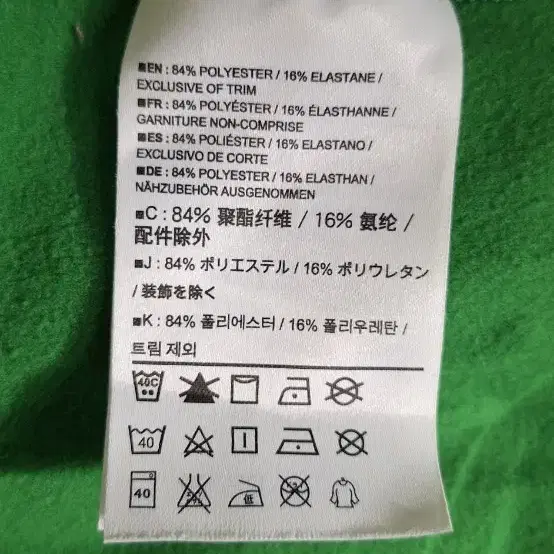 ■EN : 84% POLYESTER / 16% ELASTANE /
EXCLUSIVE OF TRIM
■FR : 84% POLYÉSTER / 16% ÉLASTHANNE /
GARNITURE NON-COMPRISE
■ES : 84% POLIÉSTER / 16% ELASTANO /
EXCLUSIVO DE CORTE
■DE : 84% POLYESTER / 16% ELASTHAN /
NÄHZUBEHÖR AUSGENOMMEN
■C : 84% 聚酯纤维 / 16% 氨纶 /
配件除外
■J : 84% ポリエステル / 16% ポリウレタン
/ 装飾を除く
■K : 84% 폴리에스터 / 16% 폴리우레탄 /
트림 제외
40C
40
40 低